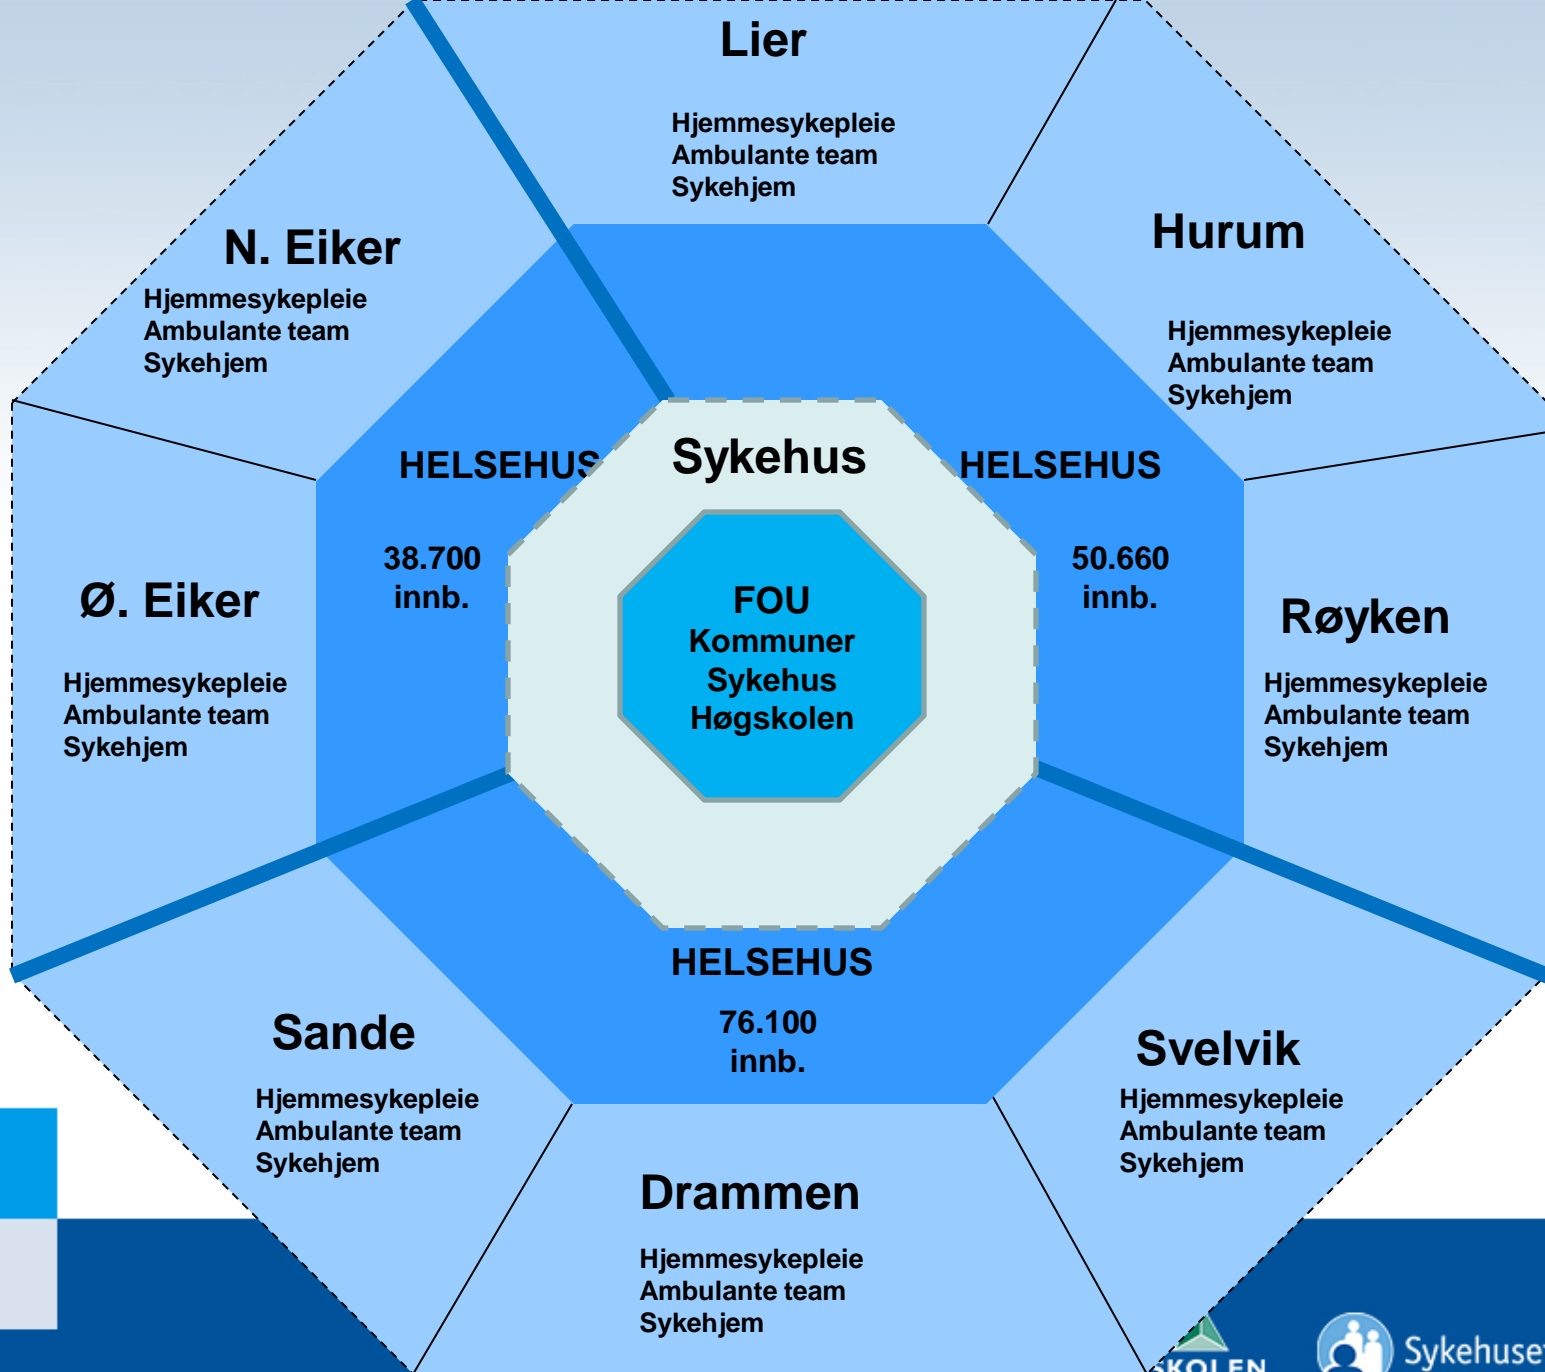 Lier
Hjemmesykepleie
Ambulante team
Sykehjem
N. Eiker
Hjemmesykepleie
Ambulante team
Sykehjem
Hurum
Hjemmesykepleie
Ambulante team
Sykehjem
HELSEHUS
38.700
innb.
Sykehus
HELSEHUS
50.660
innb.
FOU
Kommuner
Sykehus
Høgskolen
Ø. Eiker
Hjemmesykepleie
Ambulante team
Sykehjem
Røyken
Hjemmesykepleie
Ambulante team
Sykehjem
HELSEHUS
76.100
innb.
Sande
Hjemmesykepleie
Ambulante team
Sykehjem
Svelvik
Hjemmesykepleie
Ambulante team
Sykehjem
Drammen
Hjemmesykepleie
Ambulante team
Sykehjem